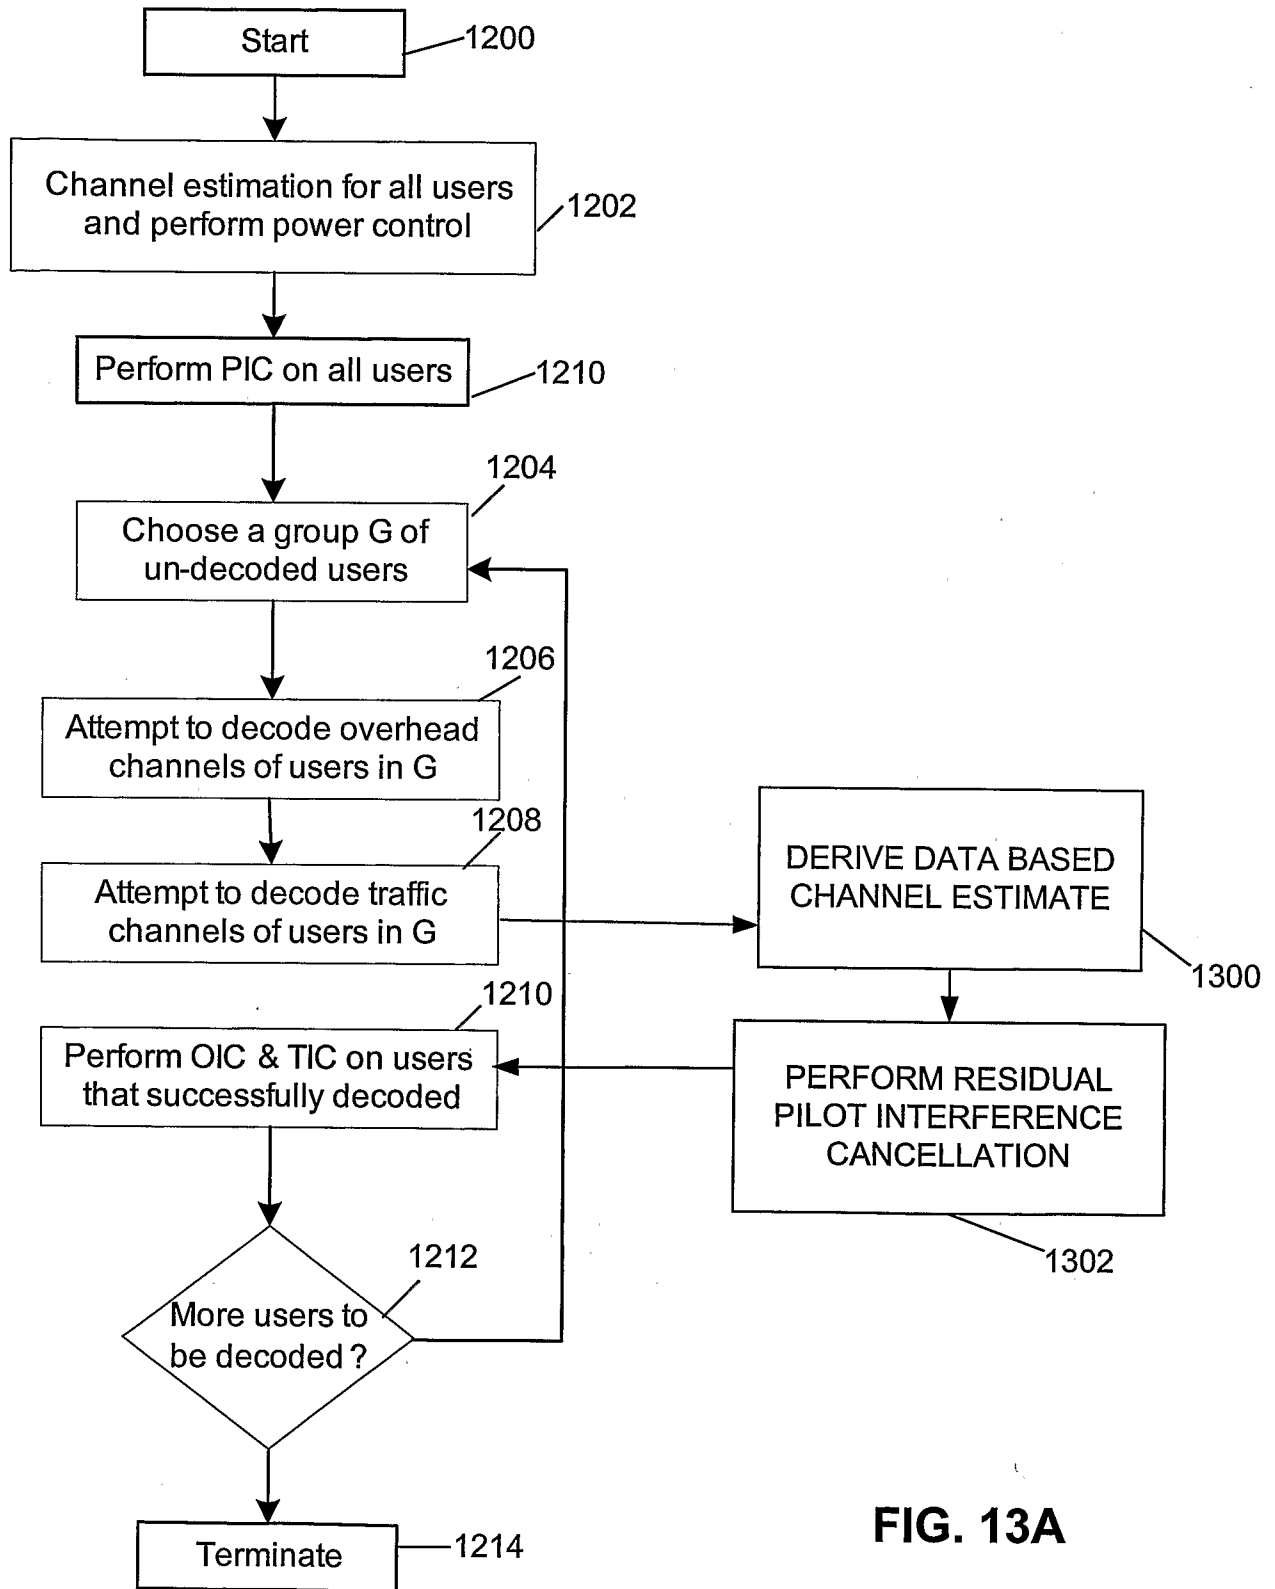 Start
1200
Channel estimation for all users
and perform power control
1202
Perform PIC on all users
1210
1204
Choose a group G of
un-decoded users
1206
Attempt to decode overhead
channels of users in G
1208
Attempt to decode traffic
channels of users in G
DERIVE DATA BASED
CHANNEL ESTIMATE
1300
1210
Perform OIC & TIC on users
that successfully decoded
PERFORM RESIDUAL
PILOT INTERFERENCE
CANCELLATION
1302
1212
More users to
be decoded ?
Terminate
1214
FIG. 13A